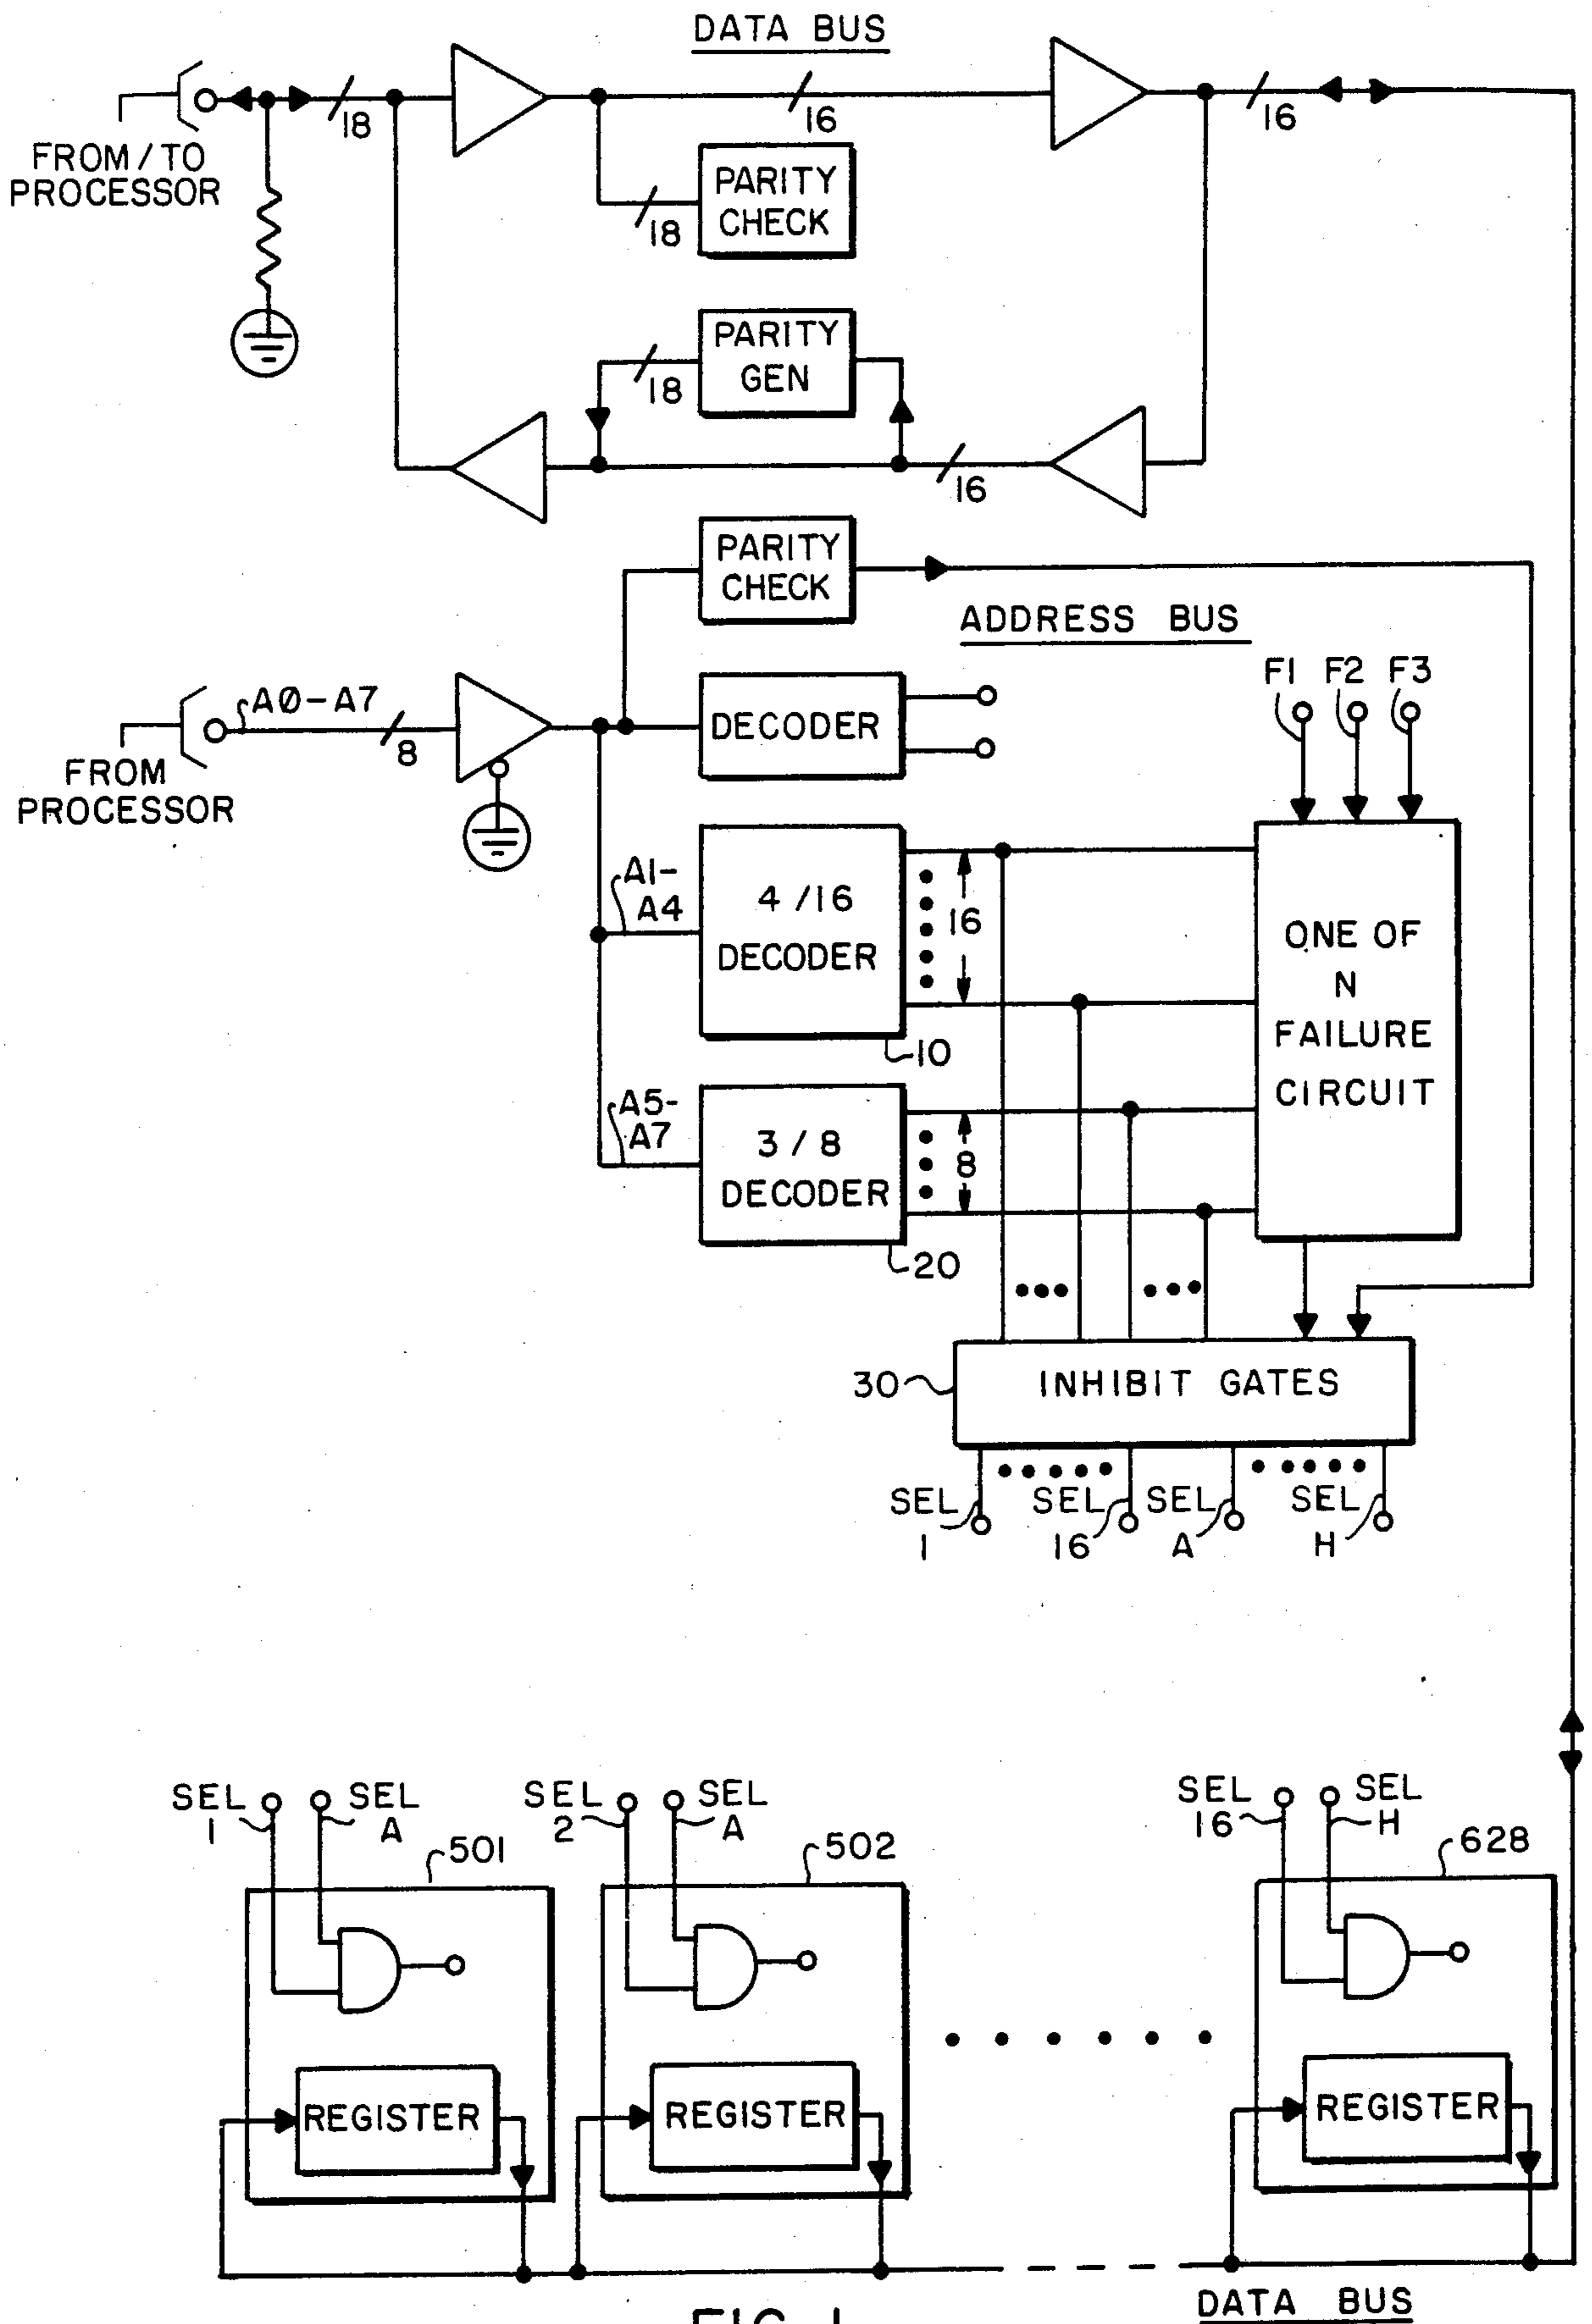 DATA BUS
18
16
16
FROM / TO
PROCESSOR
PARITY
CHECK
18
PARITY
GEN
18
16
PARITY
CHECK
ADDRESS BUS
F1 F2 F3
AØ-A7
8
DECODER
FROM
PROCESSOR
A1-
A4
4 /16
DECODER
16
ONE OF
N
FAILURE
CIRCUIT
10
A5-
A7
3 / 8
DECODER
8
20
30
INHIBIT GATES
SEL
1
SEL
16
SEL
A
SEL
H
SEL
1
SEL
A
SEL
2
SEL
A
SEL
16
SEL
H
501
502
628
REGISTER
REGISTER
REGISTER
DATA BUS